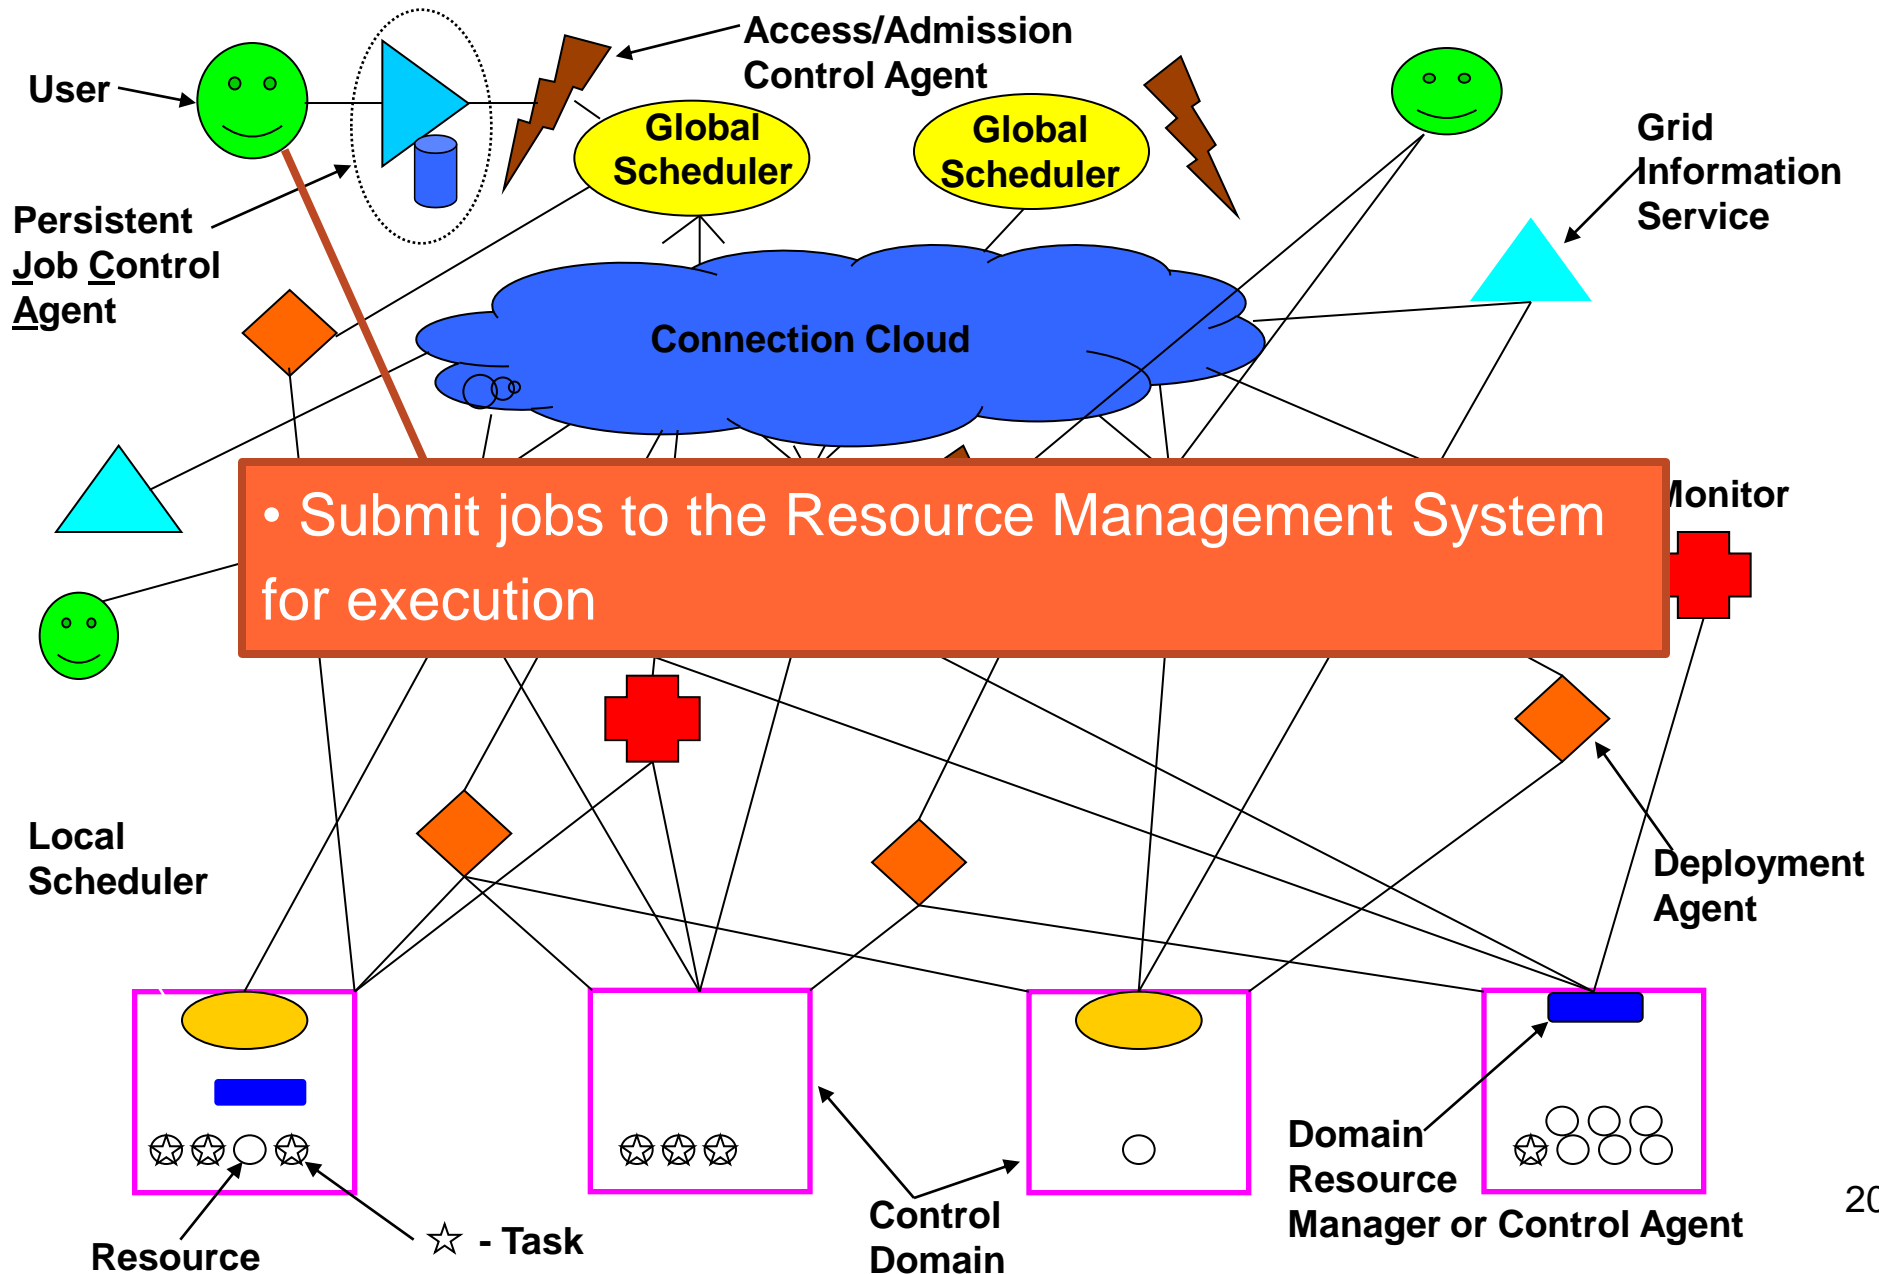 Access/Admission
Control Agent
User
Global
Scheduler
Global
Scheduler
Grid
Information
Service
Persistent
Job Control
Agent
Connection Cloud
Monitor
• Submit jobs to the Resource Management System
for execution
Local
Scheduler
Deployment
Agent
Domain
Resource
Manager or Control Agent
Control
Domain
Resource
☆ - Task
20